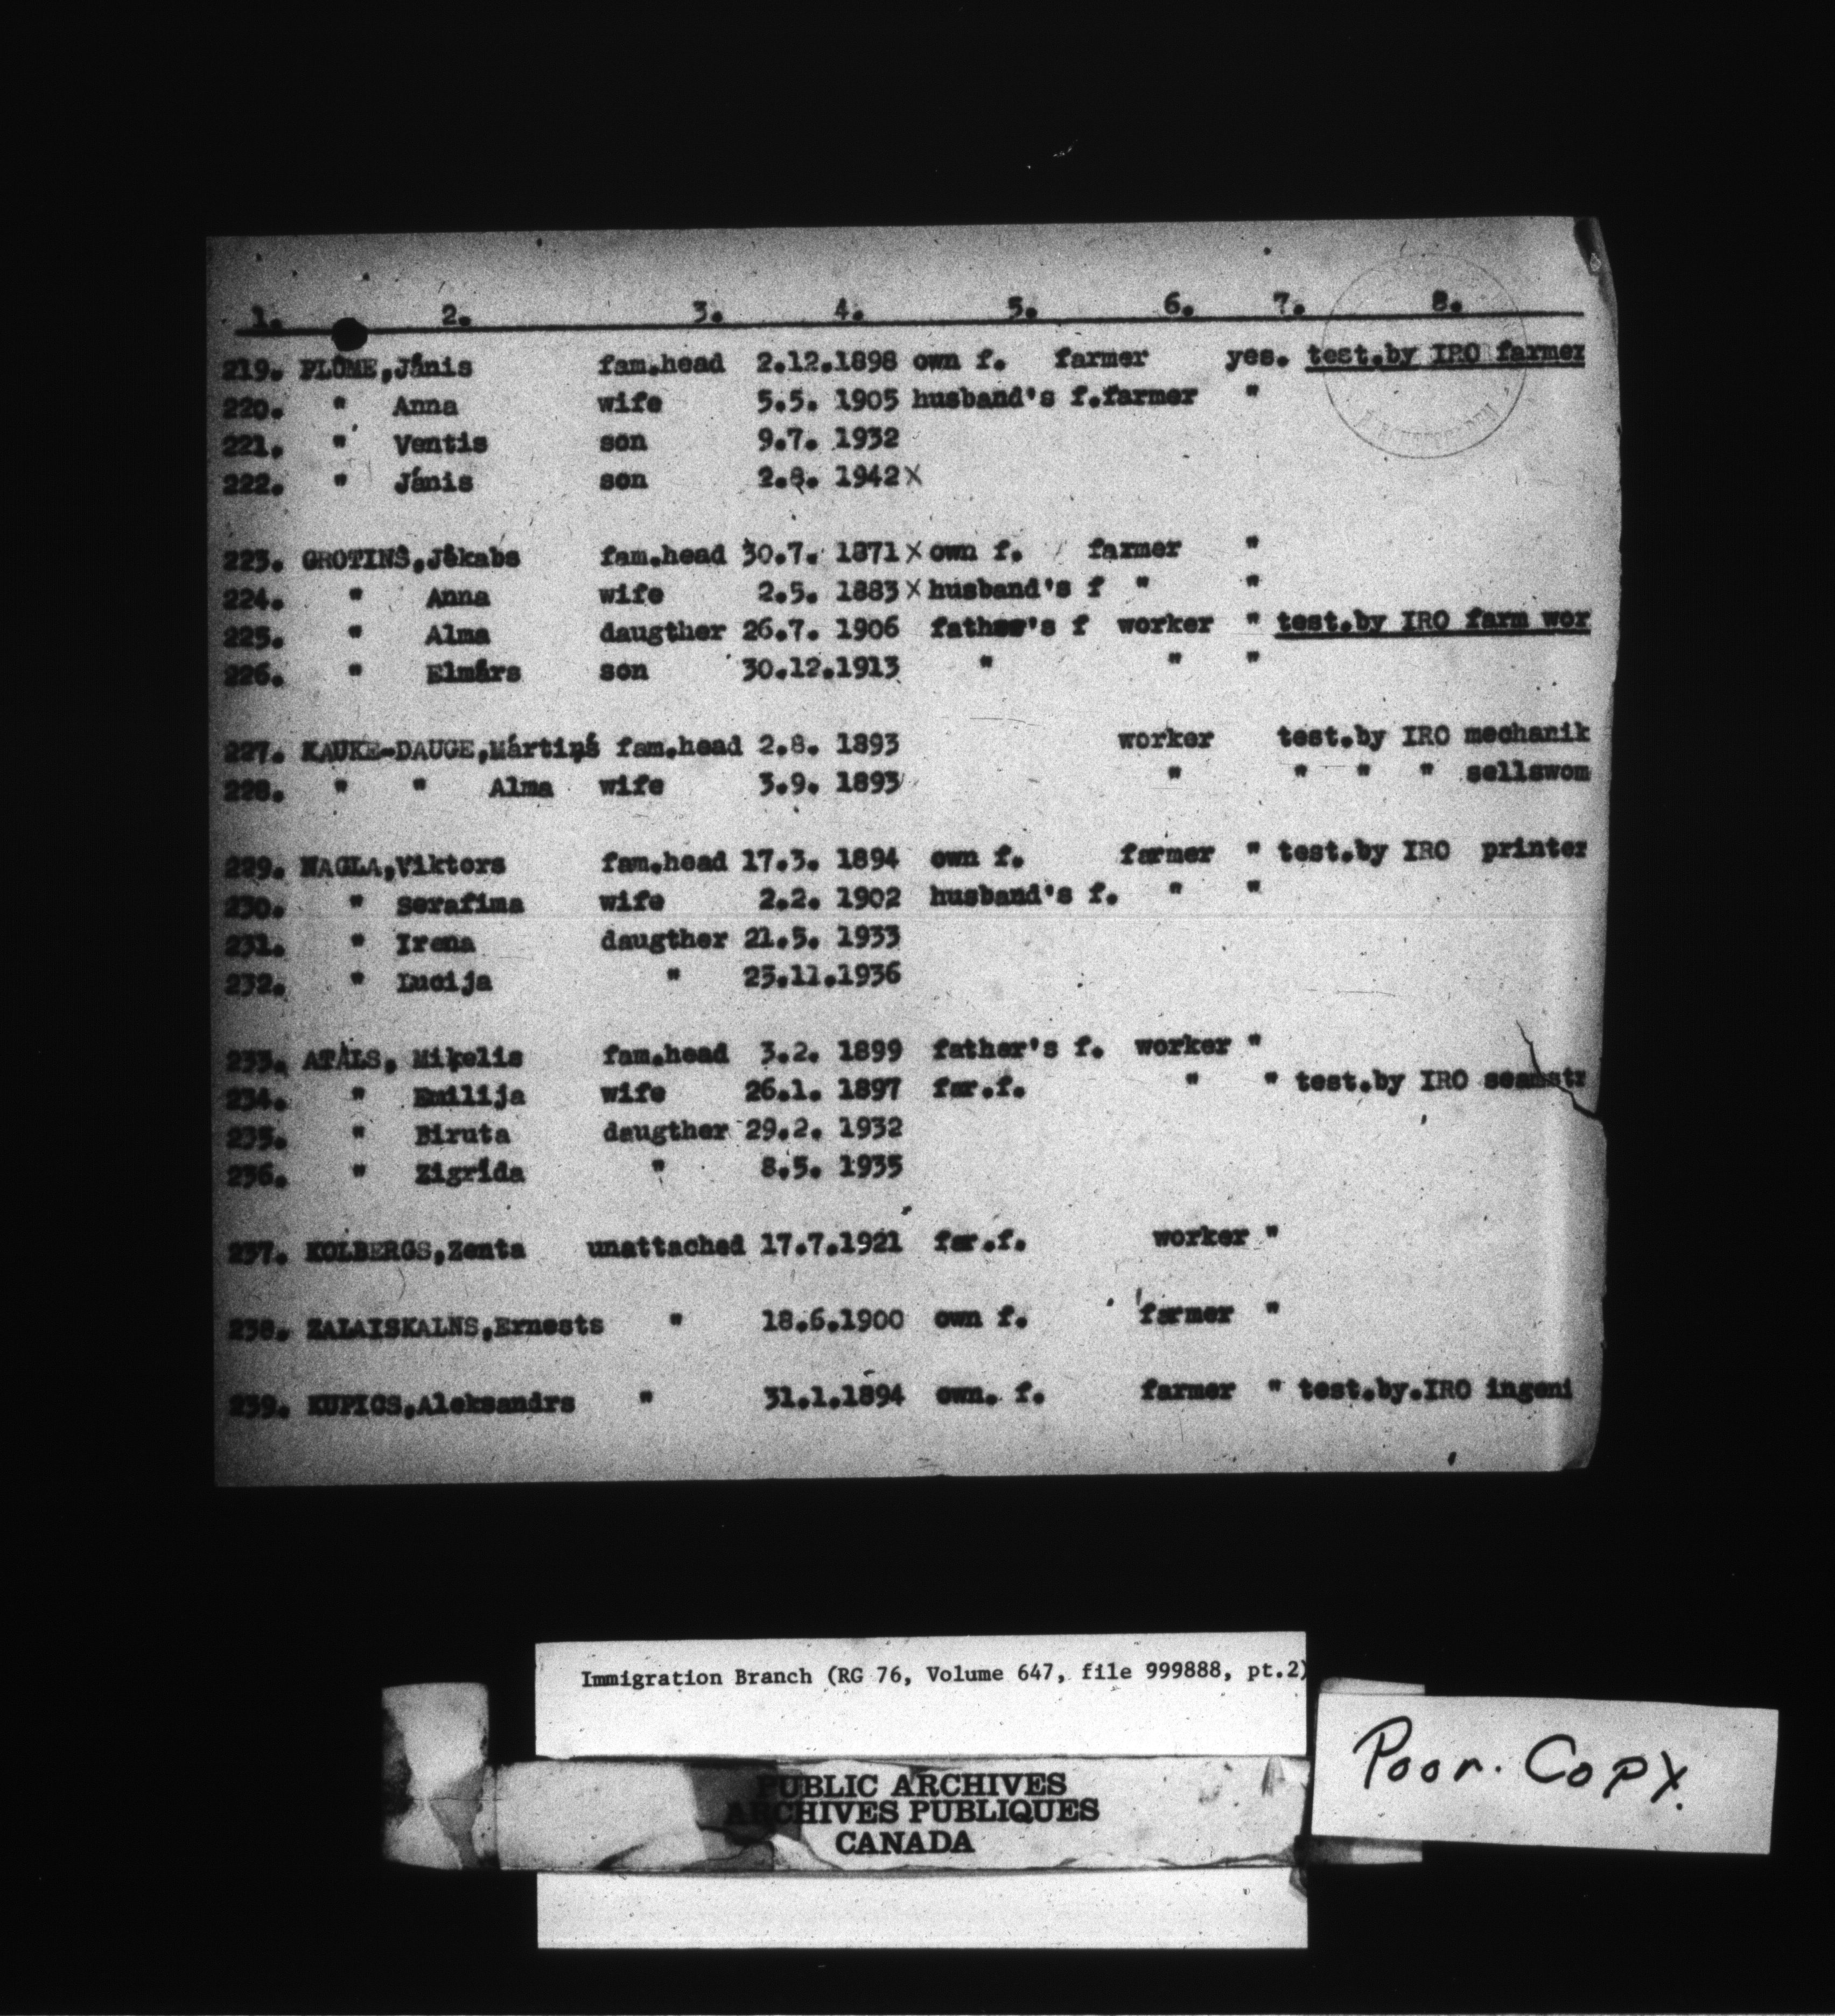 1. 2. 3. 4. 5. 6. 7. 8.
219. PLŪME,Jānis fam.head 2.12.1898 own f. farmer yes. test.by IRO farmer
220. " Anna wife 5.5. 1905 husband's f.farmer "
221. " Ventis son 9.7. 1932
222. " Jánis son 2.8. 1942 X
223. GROTINŠ,Jēkabs fam.head 30.7. 1871 X own f. farmer "
224. " Anna wife 2.5. 1883 X husband's f " "
225. " Alma daugther 26.7. 1906 father's f worker " test.by IRO farm wor
226. " Elmārs son 30.12.1913 " " "
227. KAUKE-DAUGE,Mārtiņš fam.head 2.8. 1893 worker test.by IRO mechanik
228. " " Alma wife 3.9. 1893 " " " " sellswom
229. NAGLA,Viktors fam.head 17.3. 1894 own f. farmer " test.by IRO printer
230. " Serafima wife 2.2. 1902 husband's f. " "
231. " Irena daugther 21.5. 1933
232. " Lucija " 23.11.1936
233. ATĀLS, Miķelis fam.head 3.2. 1899 father's f. worker "
234. " Emilija wife 26.1. 1897 far.f. " " test.by IRO seamstr
235. " Biruta daugther 29.2. 1932
236. " Zigrīda " 8.5. 1935
237. KOLBERGS,Zenta unattached 17.7.1921 far.f. worker "
238. ZALAISKALNS,Ernests " 18.6.1900 own f. farmer "
239. KUPICS,Aleksandrs " 31.1.1894 own. f. farmer " test.by.IRO ingeni
Immigration Branch (RG 76, Volume 647, file 999888, pt.2)
Poor. Copy.
PUBLIC ARCHIVES
ARCHIVES PUBLIQUES
CANADA